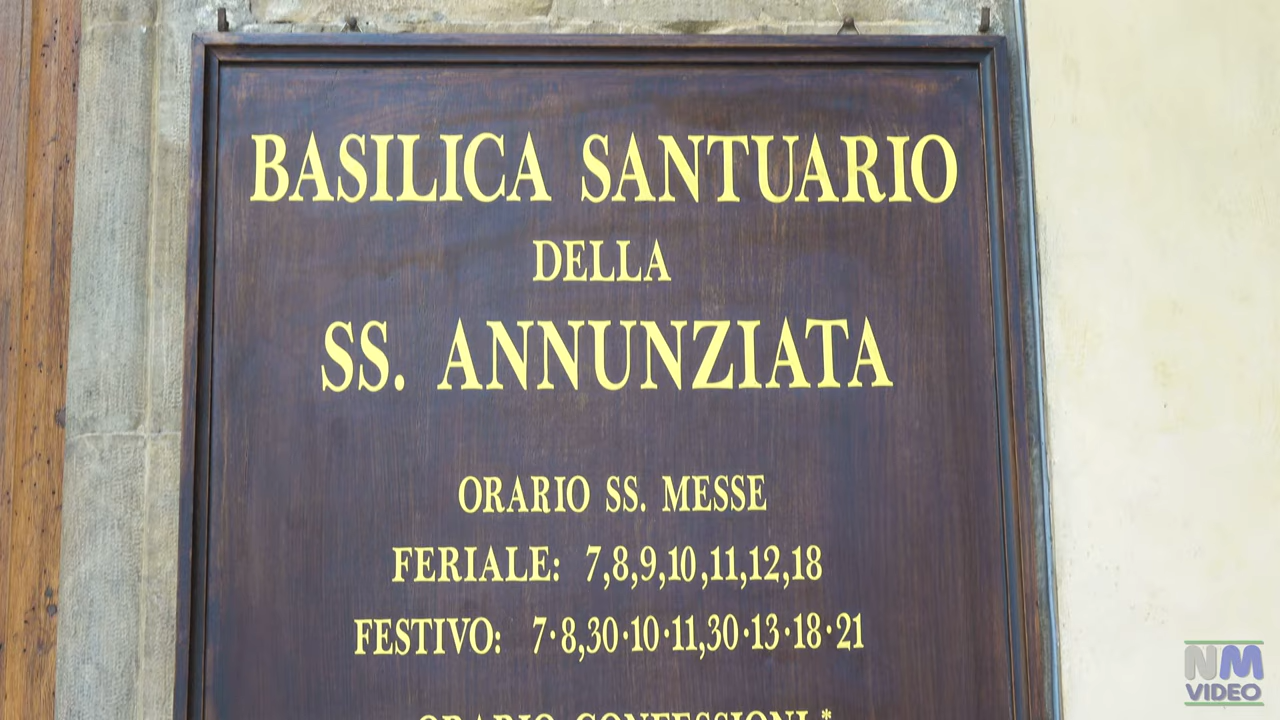 BASILICA SANTUARIO
DELLA
SS. ANNUNZIATA
ORARIO SS. MESSE
FERIALE: 7,8,9,10,11,12,18
FESTIVO: 7·8,30·10·11,30·13·18·21
ORARIO CONFESSIONI*
NM
VIDEO